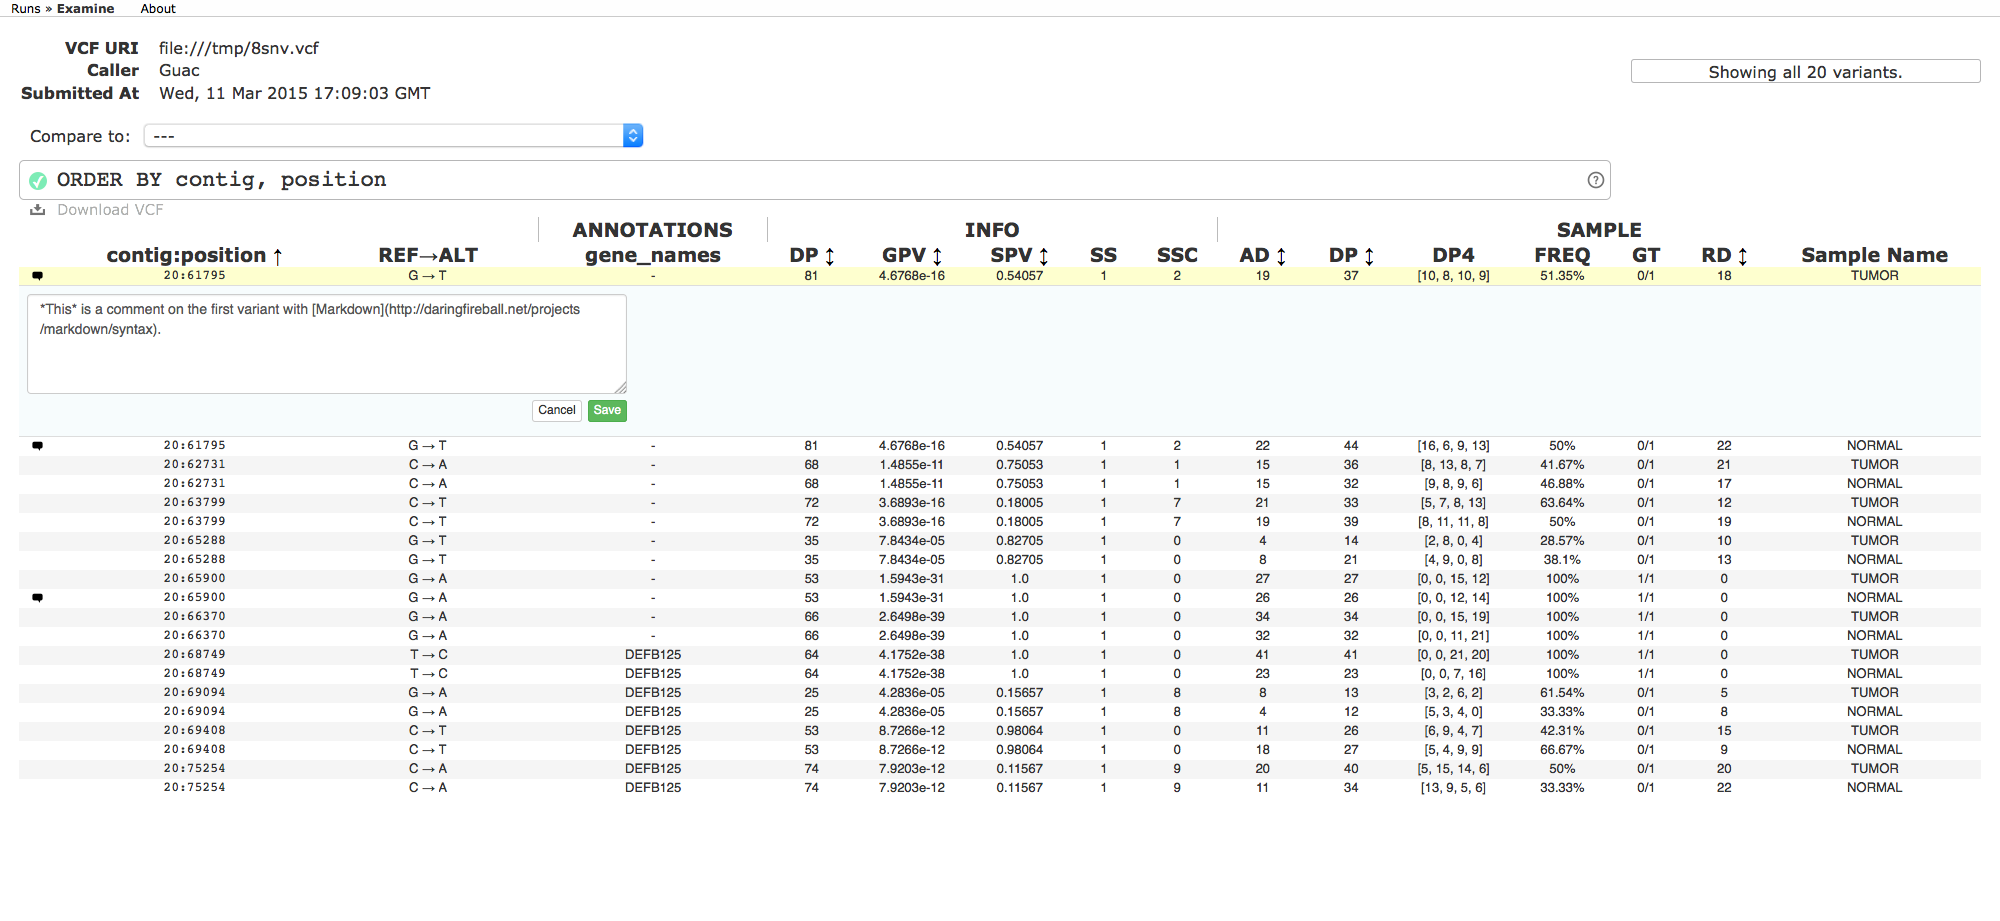 Runs » Examine About
VCF URI file:///tmp/8snv.vcf
Caller Guac
Submitted At Wed, 11 Mar 2015 17:09:03 GMT
Showing all 20 variants.
Compare to: ---
ORDER BY contig, position
Download VCF
ANNOTATIONS INFO SAMPLE
contig:position ↑ REF→ALT gene_names DP ↕ GPV ↕ SPV ↕ SS SSC AD ↕ DP ↕ DP4 FREQ GT RD ↕ Sample Name
20:61795 G→T - 81 4.6768e-16 0.54057 1 2 19 37 [10, 8, 10, 9] 51.35% 0/1 18 TUMOR
*This* is a comment on the first variant with [Markdown](http://daringfireball.net/projects
/markdown/syntax).
Cancel Save
20:61795 G→T - 81 4.6768e-16 0.54057 1 2 22 44 [16, 6, 9, 13] 50% 0/1 22 NORMAL
20:62731 C→A - 68 1.4855e-11 0.75053 1 1 15 36 [8, 13, 8, 7] 41.67% 0/1 21 TUMOR
20:62731 C→A - 68 1.4855e-11 0.75053 1 1 15 32 [9, 8, 9, 6] 46.88% 0/1 17 NORMAL
20:63799 C→T - 72 3.6893e-16 0.18005 1 7 21 33 [5, 7, 8, 13] 63.64% 0/1 12 TUMOR
20:63799 C→T - 72 3.6893e-16 0.18005 1 7 19 39 [8, 11, 11, 8] 50% 0/1 19 NORMAL
20:65288 G→T - 35 7.8434e-05 0.82705 1 0 4 14 [2, 8, 0, 4] 28.57% 0/1 10 TUMOR
20:65288 G→T - 35 7.8434e-05 0.82705 1 0 8 21 [4, 9, 0, 8] 38.1% 0/1 13 NORMAL
20:65900 G→A - 53 1.5943e-31 1.0 1 0 27 27 [0, 0, 15, 12] 100% 1/1 0 TUMOR
20:65900 G→A - 53 1.5943e-31 1.0 1 0 26 26 [0, 0, 12, 14] 100% 1/1 0 NORMAL
20:66370 G→A - 66 2.6498e-39 1.0 1 0 34 34 [0, 0, 15, 19] 100% 1/1 0 TUMOR
20:66370 G→A - 66 2.6498e-39 1.0 1 0 32 32 [0, 0, 11, 21] 100% 1/1 0 NORMAL
20:68749 T→C DEFB125 64 4.1752e-38 1.0 1 0 41 41 [0, 0, 21, 20] 100% 1/1 0 TUMOR
20:68749 T→C DEFB125 64 4.1752e-38 1.0 1 0 23 23 [0, 0, 7, 16] 100% 1/1 0 NORMAL
20:69094 G→A DEFB125 25 4.2836e-05 0.15657 1 8 8 13 [3, 2, 6, 2] 61.54% 0/1 5 TUMOR
20:69094 G→A DEFB125 25 4.2836e-05 0.15657 1 8 4 12 [5, 3, 4, 0] 33.33% 0/1 8 NORMAL
20:69408 C→T DEFB125 53 8.7266e-12 0.98064 1 0 11 26 [6, 9, 4, 7] 42.31% 0/1 15 TUMOR
20:69408 C→T DEFB125 53 8.7266e-12 0.98064 1 0 18 27 [5, 4, 9, 9] 66.67% 0/1 9 NORMAL
20:75254 C→A DEFB125 74 7.9203e-12 0.11567 1 9 20 40 [5, 15, 14, 6] 50% 0/1 20 TUMOR
20:75254 C→A DEFB125 74 7.9203e-12 0.11567 1 9 11 34 [13, 9, 5, 6] 33.33% 0/1 22 NORMAL